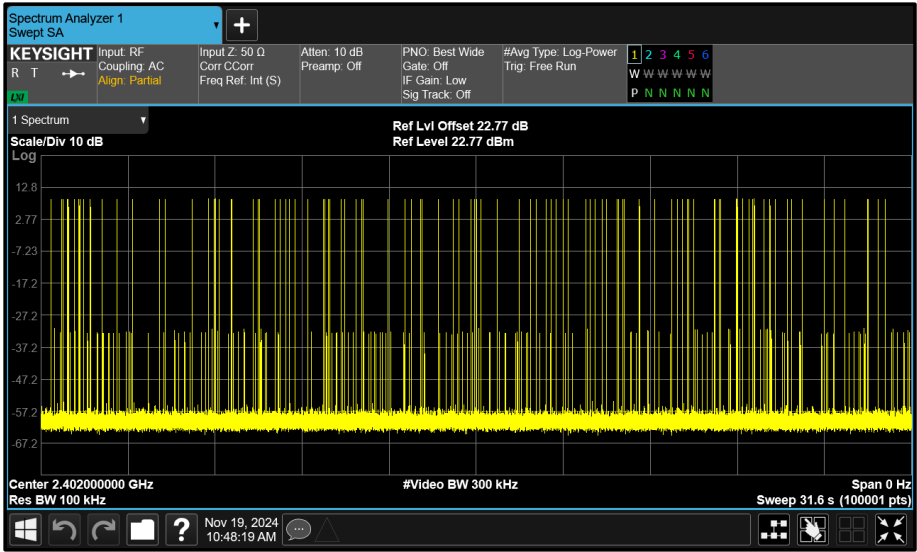 Spectrum Analyzer 1
Swept SA
+
KEYSIGHT
R T
LXI
Input: RF
Coupling: AC
Align: Partial
Input Z: 50 Ω
Corr CCorr
Freq Ref: Int (S)
Atten: 10 dB
Preamp: Off
PNO: Best Wide
Gate: Off
IF Gain: Low
Sig Track: Off
#Avg Type: Log-Power
Trig: Free Run
1 2 3 4 5 6
W W W W W W
P N N N N N
1 Spectrum
Scale/Div 10 dB
Ref Lvl Offset 22.77 dB
Ref Level 22.77 dBm
Log
12.8
2.77
-7.23
-17.2
-27.2
-37.2
-47.2
-57.2
-67.2
Center 2.402000000 GHz
#Video BW 300 kHz
Span 0 Hz
Res BW 100 kHz
Sweep 31.6 s (100001 pts)
?
Nov 19, 2024
10:48:19 AM